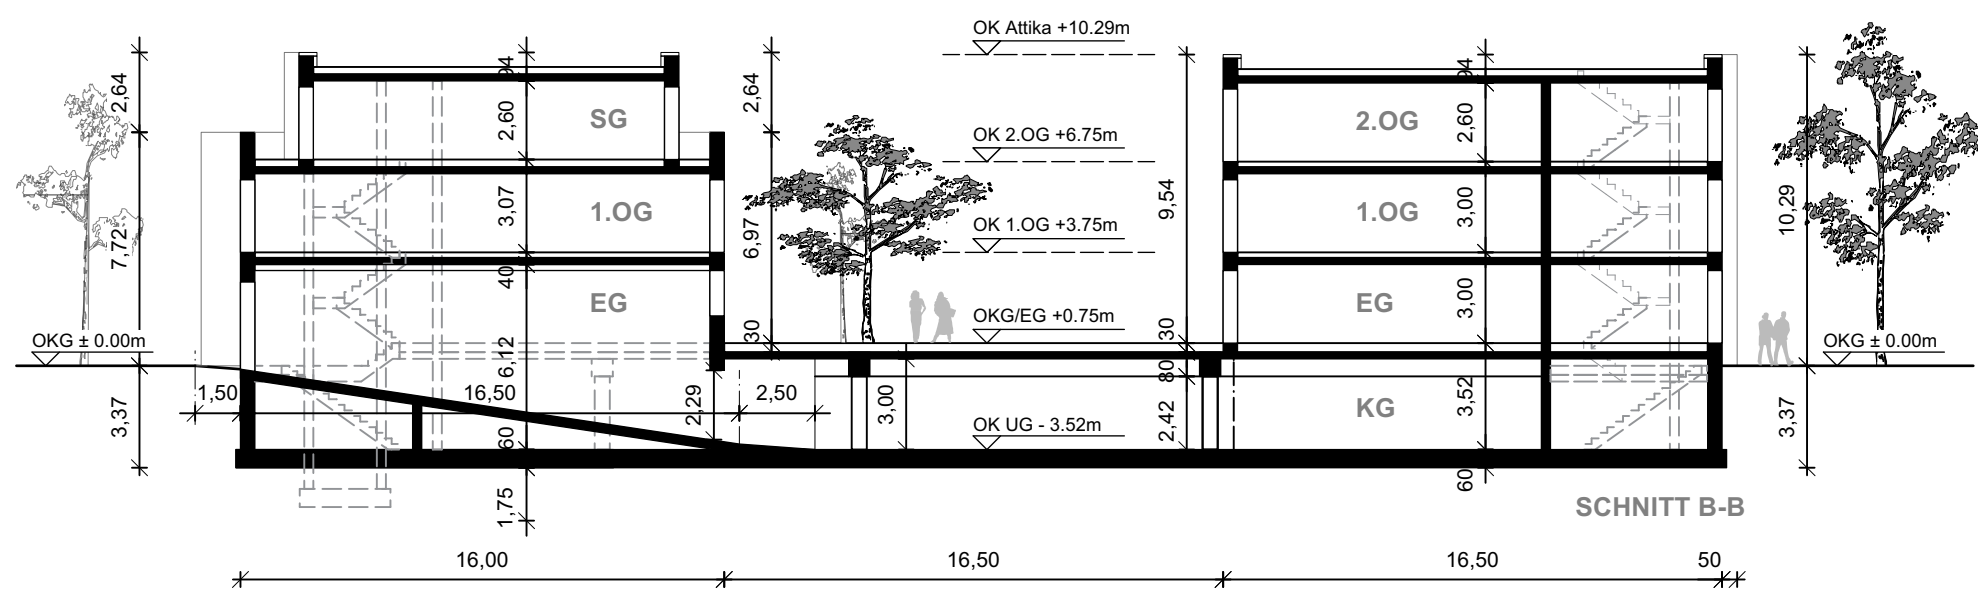 OK Attika +10.29m
2,64
94
2,60
SG
2,64
2.OG
94
2,60
OK 2.OG +6.75m
7,72
3,07
1.OG
6,97
OK 1.OG +3.75m
9,54
1.OG
3,00
10,29
40
EG
EG
3,00
OKG ± 0.00m
6,12
30
OKG/EG +0.75m
30
OKG ± 0.00m
1,50
16,50
2,29
2,50
3,00
80
KG
3,52
3,37
60
OK UG - 3.52m
2,42
3,37
1,75
60
SCHNITT B-B
16,00
16,50
16,50
50